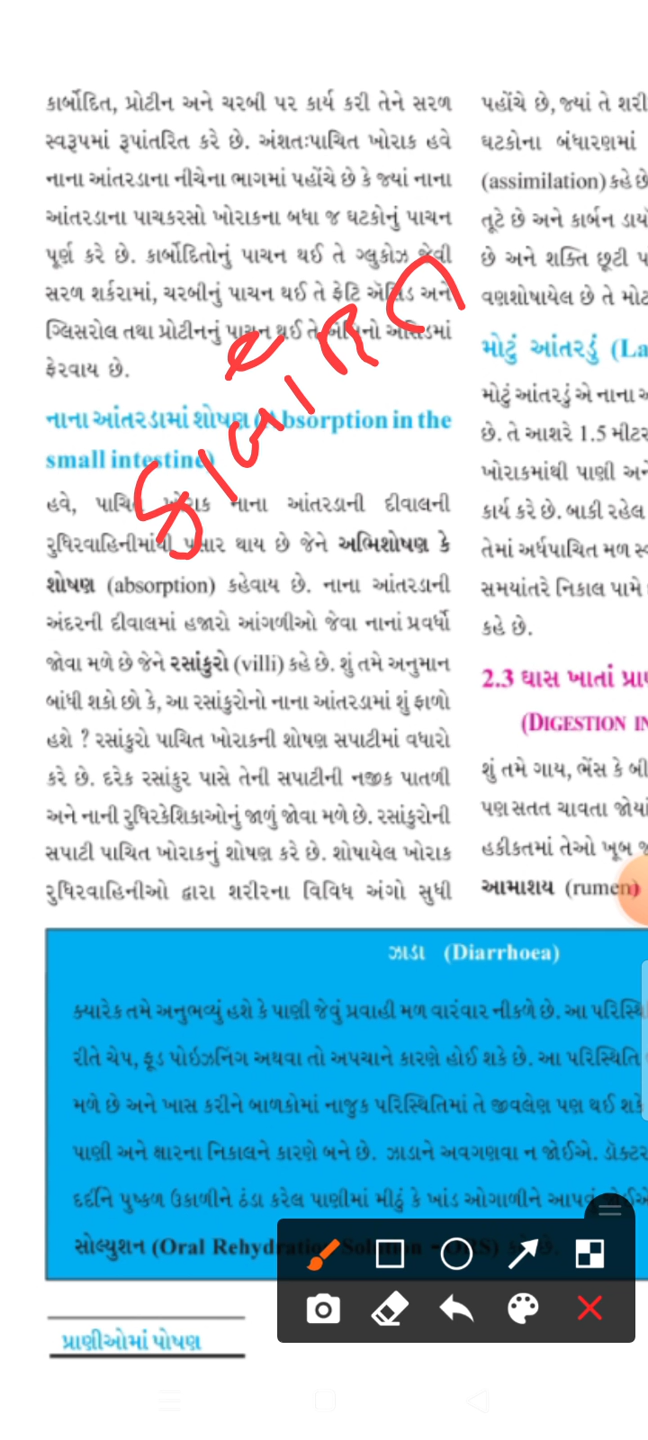 કાર્બોદિત, પ્રોટીન અને ચરબી પર કાર્ય કરી તેને સરળ
સ્વરૂપમાં રૂપાંતરિત કરે છે. અંશતઃપાચિત ખોરાક હવે
નાના આંતરડાના નીચેના ભાગમાં પહોંચે છે કે જ્યાં નાના
આંતરડાના પાચકરસો ખોરાકના બધા જ ઘટકોનું પાચન
પૂર્ણ કરે છે. કાર્બોદિતોનું પાચન થઈ તે ગ્લુકોઝ જેવી
સરળ શર્કરામાં, ચરબીનું પાચન થઈ તે ફેટિ ઍસિડ અને
ગ્લિસરોલ તથા પ્રોટીનનું પાચન થઈ તે એમિનો ઍસિડમાં
ફેરવાય છે.
નાના આંતરડામાં શોષણ (Absorption in the
small intestine)
હવે, પાચિત ખોરાક નાના આંતરડાની દીવાલની
રુધિરવાહિનીમાંથી પસાર થાય છે જેને અભિશોષણ કે
શોષણ (absorption) કહેવાય છે. નાના આંતરડાની
અંદરની દીવાલમાં હજારો આંગળીઓ જેવા નાનાં પ્રવર્ધો
જોવા મળે છે જેને રસાંકુરો (villi) કહે છે. શું તમે અનુમાન
બાંધી શકો છો કે, આ રસાંકુરોનો નાના આંતરડામાં શું ફાળો
હશે ? રસાંકુરો પાચિત ખોરાકની શોષણ સપાટીમાં વધારો
કરે છે. દરેક રસાંકુર પાસે તેની સપાટીની નજીક પાતળી
અને નાની રુધિરકેશિકાઓનું જાળું જોવા મળે છે. રસાંકુરોની
સપાટી પાચિત ખોરાકનું શોષણ કરે છે. શોષાયેલ ખોરાક
રુધિરવાહિનીઓ દ્વારા શરીરના વિવિધ અંગો સુધી
પહોંચે છે, જ્યાં તે શરી
ઘટકોના બંધારણમાં
(assimilation) કહે છે
તૂટે છે અને કાર્બન ડાય
છે અને શક્તિ છૂટી પ
વણશોષાયેલ છે તે મોટ
મોટું આંતરડું (La
મોટું આંતરડું એ નાના અ
છે. તે આશરે 1.5 મીટર
ખોરાકમાંથી પાણી અને
કાર્ય કરે છે. બાકી રહેલ
તેમાં અર્ધપાચિત મળ સ્
સમયાંતરે નિકાલ પામે
કહે છે.
2.3 ઘાસ ખાતાં પ્રા
(DIGESTION IN
શું તમે ગાય, ભેંસ કે બી
પણ સતત ચાવતા જોયાં
હકીકતમાં તેઓ ખૂબ જ
આમાશય (rumen)
ઝાડા (Diarrhoea)
ક્યારેક તમે અનુભવ્યું હશે કે પાણી જેવું પ્રવાહી મળ વારંવાર નીકળે છે. આ પરિસ્થિ
રીતે ચેપ, ફૂડ પોઇઝનિંગ અથવા તો અપચાને કારણે હોઈ શકે છે. આ પરિસ્થિતિ
મળે છે અને ખાસ કરીને બાળકોમાં નાજુક પરિસ્થિતિમાં તે જીવલેણ પણ થઈ શકે
પાણી અને ક્ષારના નિકાલને કારણે બને છે. ઝાડાને અવગણવા ન જોઈએ. ડૉક્ટર
દર્દીને પુષ્કળ ઉકાળીને ઠંડા કરેલ પાણીમાં મીઠું કે ખાંડ ઓગાળીને આપવું જોઈએ
સોલ્યુશન (Oral Rehydration Solution - ORS) કહે છે.
પ્રાણીઓમાં પોષણ